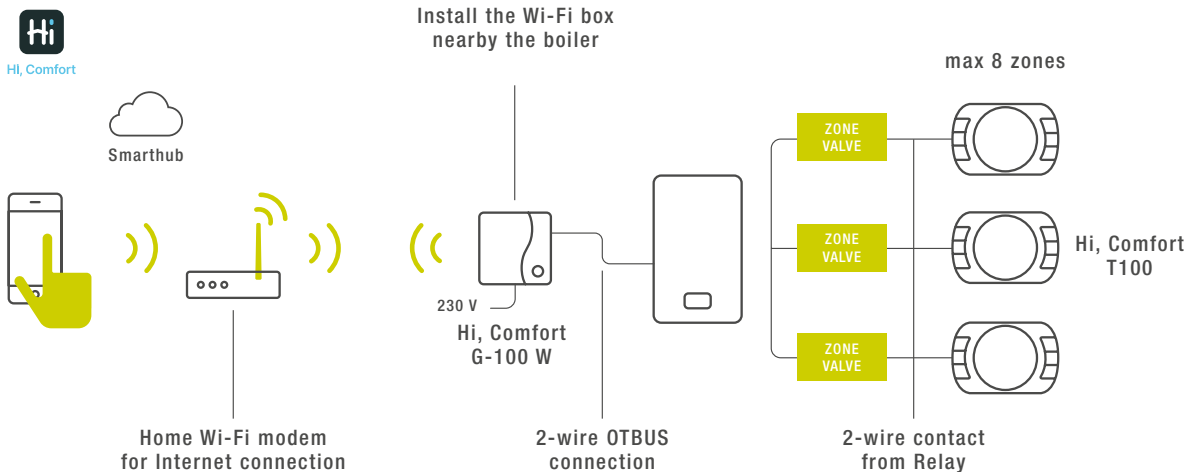 Hi
HI, Comfort
Smarthub
Install the Wi-Fi box
nearby the boiler
max 8 zones
ZONE
VALVE
ZONE
VALVE
Hi, Comfort
T100
230 V
Hi, Comfort
G-100 W
ZONE
VALVE
Home Wi-Fi modem
for Internet connection
2-wire OTBUS
connection
2-wire contact
from Relay